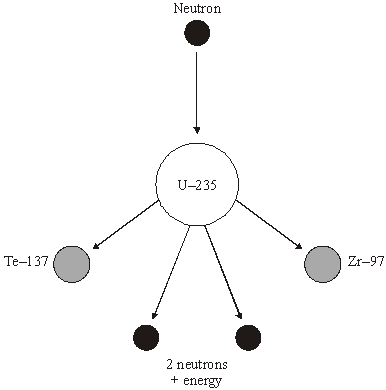 Neutron
U–235
Te–137
Zr–97
2 neutrons
+ energy